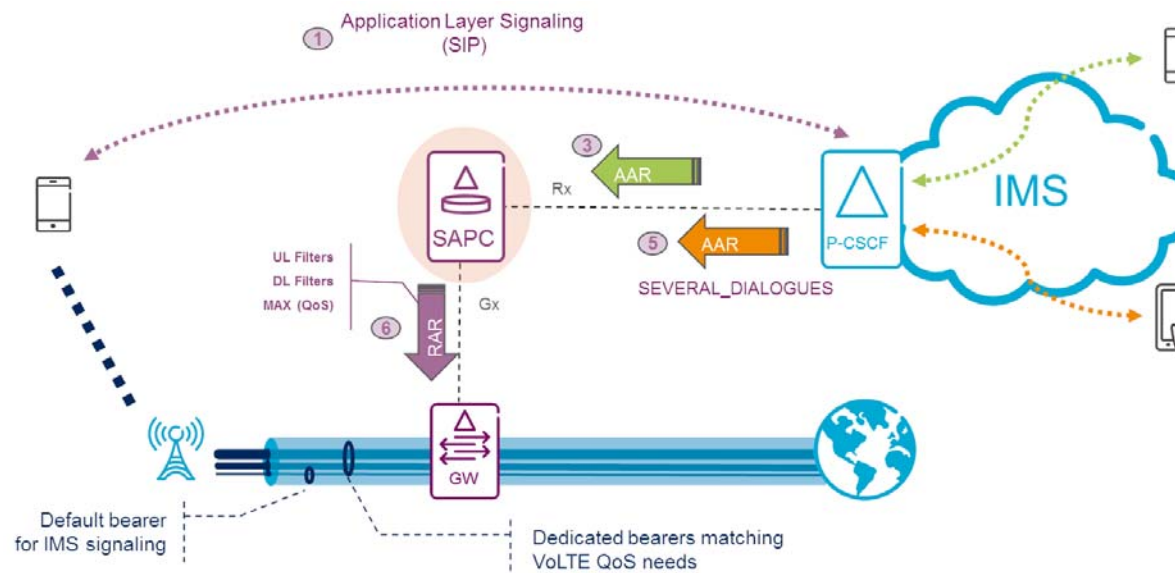 1
Application Layer Signaling
(SIP)
3
AAR
Rx
IMS
SAPC
P-CSCF
5
AAR
UL Filters
DL Filters
MAX (QoS)
SEVERAL_DIALOGUES
Gx
6
RAR
GW
Default bearer
for IMS signaling
Dedicated bearers matching
VoLTE QoS needs